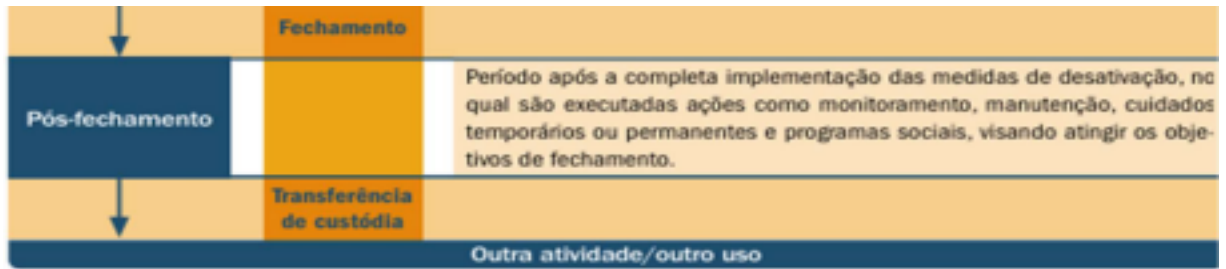 Fechamento
Pós-fechamento
Período após a completa implementação das medidas de desativação, no
qual são executadas ações como monitoramento, manutenção, cuidados
temporários ou permanentes e programas sociais, visando atingir os obje-
tivos de fechamento.
Transferência
de custódia
Outra atividade/outro uso